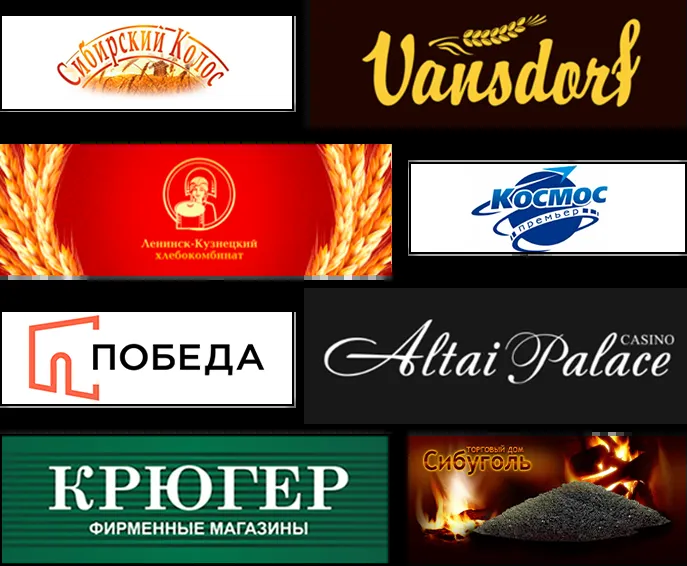 Сибирский Колос
Vansdorf
Ленинск-Кузнецкий
хлебокомбинат
КОСМОС
премьер
ПОБЕДА
CASINO
Altai Palace
КРЮГЕР
ФИРМЕННЫЕ МАГАЗИНЫ
ТОРГОВЫЙ ДОМ
Сибуголь